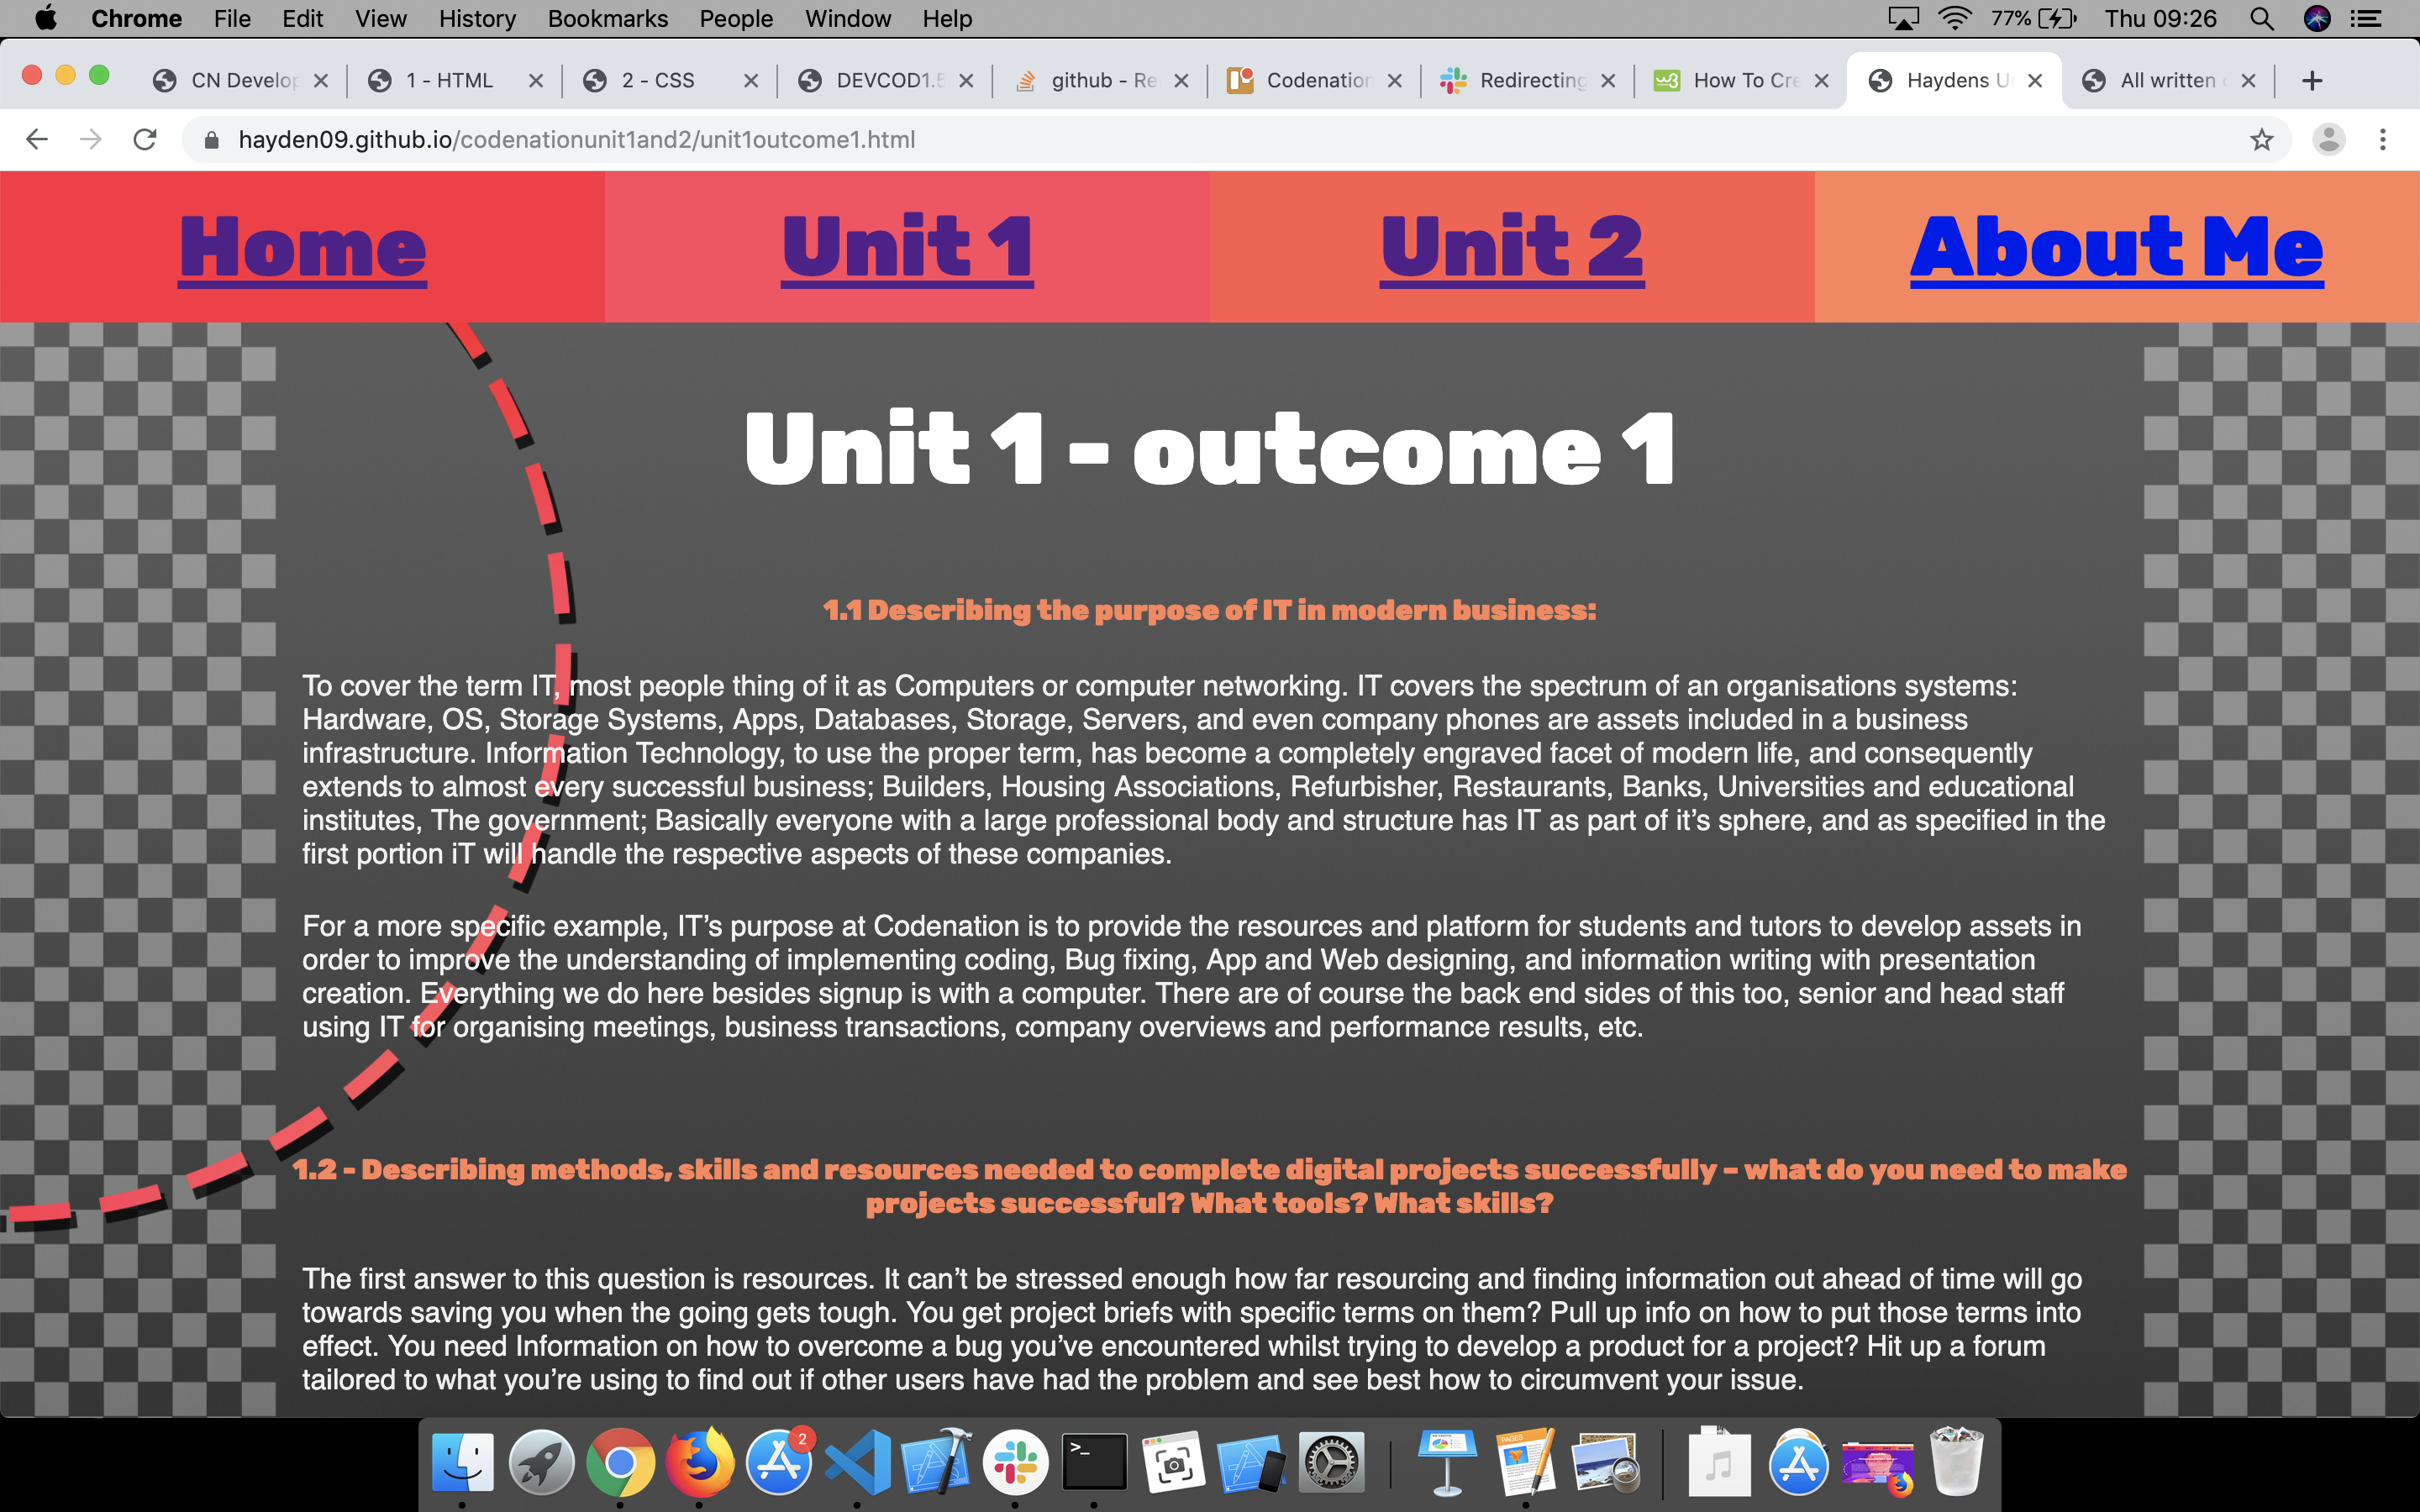 Chrome File Edit View History Bookmarks People Window Help 77% Thu 09:26
CN Develop 1 - HTML 2 - CSS DEVCOD1.5 github - Re Codenation Redirecting How To Cre Haydens U All written
hayden09.github.io/codenationunit1and2/unit1outcome1.html
Home Unit 1 Unit 2 About Me
Unit 1 - outcome 1
1.1 Describing the purpose of IT in modern business:
To cover the term IT, most people thing of it as Computers or computer networking. IT covers the spectrum of an organisations systems:
Hardware, OS, Storage Systems, Apps, Databases, Storage, Servers, and even company phones are assets included in a business
infrastructure. Information Technology, to use the proper term, has become a completely engraved facet of modern life, and consequently
extends to almost every successful business; Builders, Housing Associations, Refurbisher, Restaurants, Banks, Universities and educational
institutes, The government; Basically everyone with a large professional body and structure has IT as part of it’s sphere, and as specified in the
first portion iT will handle the respective aspects of these companies.
For a more specific example, IT’s purpose at Codenation is to provide the resources and platform for students and tutors to develop assets in
order to improve the understanding of implementing coding, Bug fixing, App and Web designing, and information writing with presentation
creation. Everything we do here besides signup is with a computer. There are of course the back end sides of this too, senior and head staff
using IT for organising meetings, business transactions, company overviews and performance results, etc.
1.2 - Describing methods, skills and resources needed to complete digital projects successfully – what do you need to make
projects successful? What tools? What skills?
The first answer to this question is resources. It can’t be stressed enough how far resourcing and finding information out ahead of time will go
towards saving you when the going gets tough. You get project briefs with specific terms on them? Pull up info on how to put those terms into
effect. You need Information on how to overcome a bug you’ve encountered whilst trying to develop a product for a project? Hit up a forum
tailored to what you’re using to find out if other users have had the problem and see best how to circumvent your issue.
2
PAGES